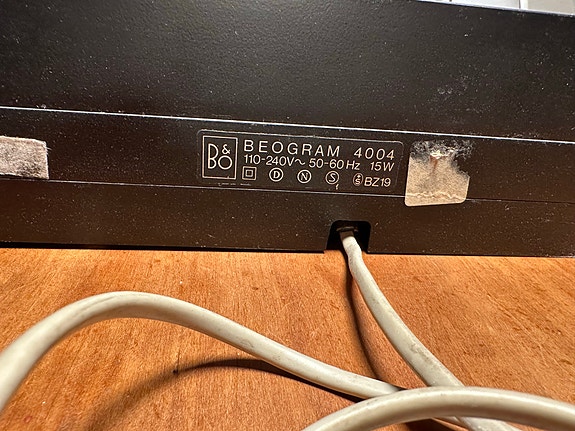 B&O
BEOGRAM 4004
110-240V~ 50-60Hz 15W
D N S BZ19